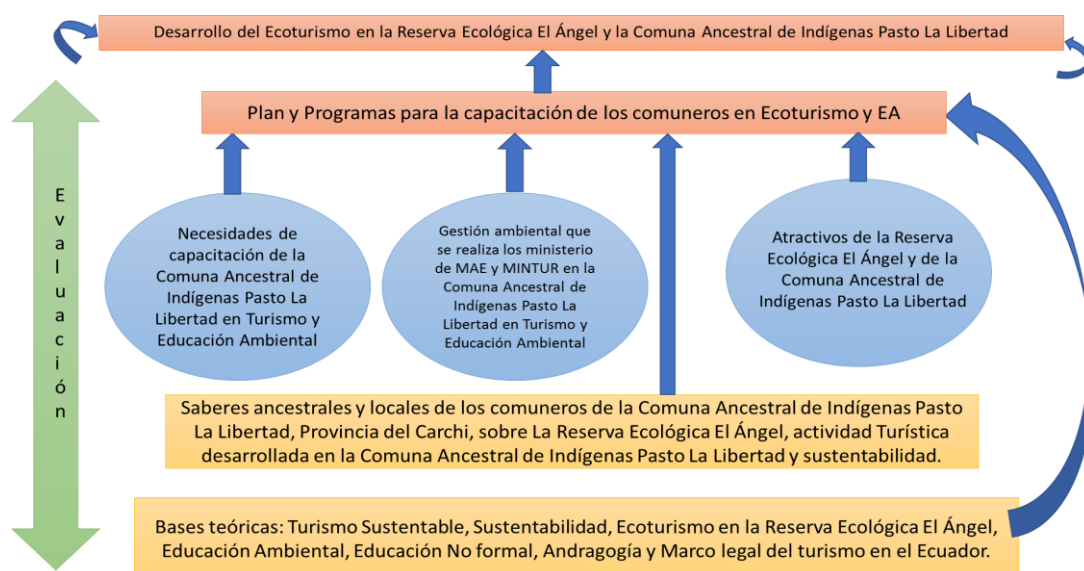 Desarrollo del Ecoturismo en la Reserva Ecológica El Ángel y la Comuna Ancestral de Indígenas Pasto La Libertad
Plan y Programas para la capacitación de los comuneros en Ecoturismo y EA
Evaluación
Necesidades de
capacitación de la
Comuna Ancestral de
Indígenas Pasto La
Libertad en Turismo y
Educación Ambiental
Gestión ambiental que
se realiza los ministerio
de MAE y MINTUR en la
Comuna Ancestral de
Indígenas Pasto La
Libertad en Turismo y
Educación Ambiental
Atractivos de la Reserva
Ecológica El Ángel y de la
Comuna Ancestral de
Indígenas Pasto La Libertad
Saberes ancestrales y locales de los comuneros de la Comuna Ancestral de Indígenas Pasto
La Libertad, Provincia del Carchi, sobre La Reserva Ecológica El Ángel, actividad Turística
desarrollada en la Comuna Ancestral de Indígenas Pasto La Libertad y sustentabilidad.
Bases teóricas: Turismo Sustentable, Sustentabilidad, Ecoturismo en la Reserva Ecológica El Ángel,
Educación Ambiental, Educación No formal, Andragogía y Marco legal del turismo en el Ecuador.